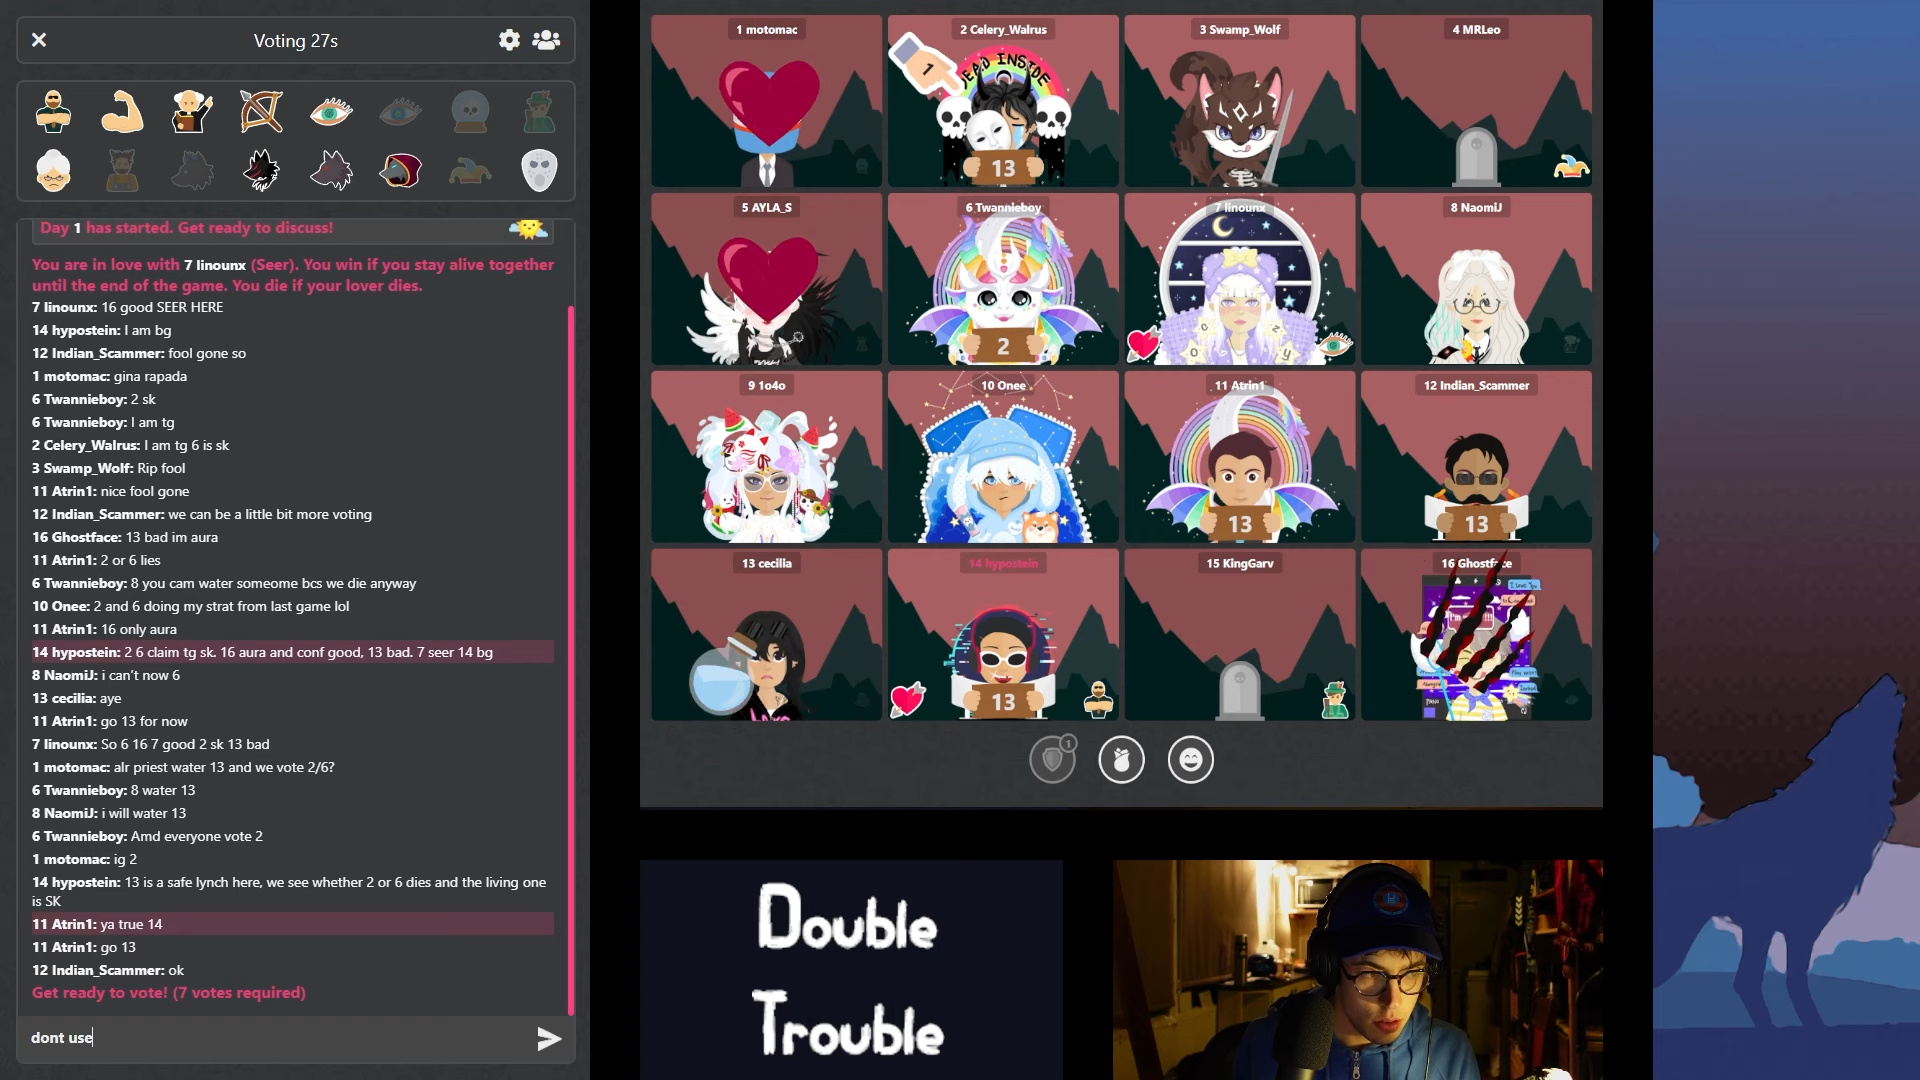 Voting 27s
Day 1 has started. Get ready to discuss!
You are in love with 7 linounx (Seer). You win if you stay alive together
until the end of the game. You die if your lover dies.
7 linounx: 16 good SEER HERE
14 hypostein: I am bg
12 Indian_Scammer: fool gone so
1 motomac: gina rapada
6 Twannieboy: 2 sk
6 Twannieboy: I am tg
2 Celery_Walrus: I am tg 6 is sk
3 Swamp_Wolf: Rip fool
11 Atrin1: nice fool gone
12 Indian_Scammer: we can be a little bit more voting
16 Ghostface: 13 bad im aura
11 Atrin1: 2 or 6 lies
6 Twannieboy: 8 you cam water someome bcs we die anyway
10 Onee: 2 and 6 doing my strat from last game lol
11 Atrin1: 16 only aura
14 hypostein: 2 6 claim tg sk. 16 aura and conf good, 13 bad. 7 seer 14 bg
8 NaomiJ: i can't now 6
13 cecilia: aye
11 Atrin1: go 13 for now
7 linounx: So 6 16 7 good 2 sk 13 bad
1 motomac: alr priest water 13 and we vote 2/6?
6 Twannieboy: 8 water 13
8 NaomiJ: i will water 13
6 Twannieboy: Amd everyone vote 2
1 motomac: ig 2
14 hypostein: 13 is a safe lynch here, we see whether 2 or 6 dies and the living one
is SK
11 Atrin1: ya true 14
11 Atrin1: go 13
12 Indian_Scammer: ok
Get ready to vote! (7 votes required)
dont use
1 motomac
2 Celery_Walrus
3 Swamp_Wolf
4 MRLeo
1
EAD INSIDE
13
5 AYLA_S
6 Twannieboy
7 linounx
8 NaomiJ
2
o
z
o
y
9 1o4o
10 Onee
11 Atrin1
12 Indian_Scammer
13
13
13 cecilia
14 hypostein
15 KingGarv
16 Ghostface
13
I Love You
1
Double
Trouble